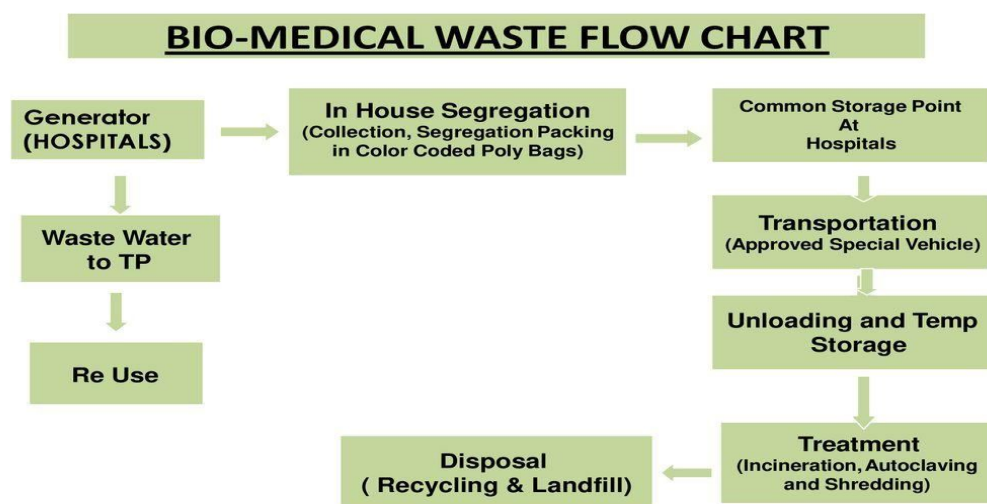 BIO-MEDICAL WASTE FLOW CHART
Generator
(HOSPITALS)
In House Segregation
(Collection, Segregation Packing
in Color Coded Poly Bags)
Common Storage Point
At
Hospitals
Waste Water
to TP
Transportation
(Approved Special Vehicle)
Re Use
Unloading and Temp
Storage
Treatment
(Incineration, Autoclaving
and Shredding)
Disposal
( Recycling & Landfill)